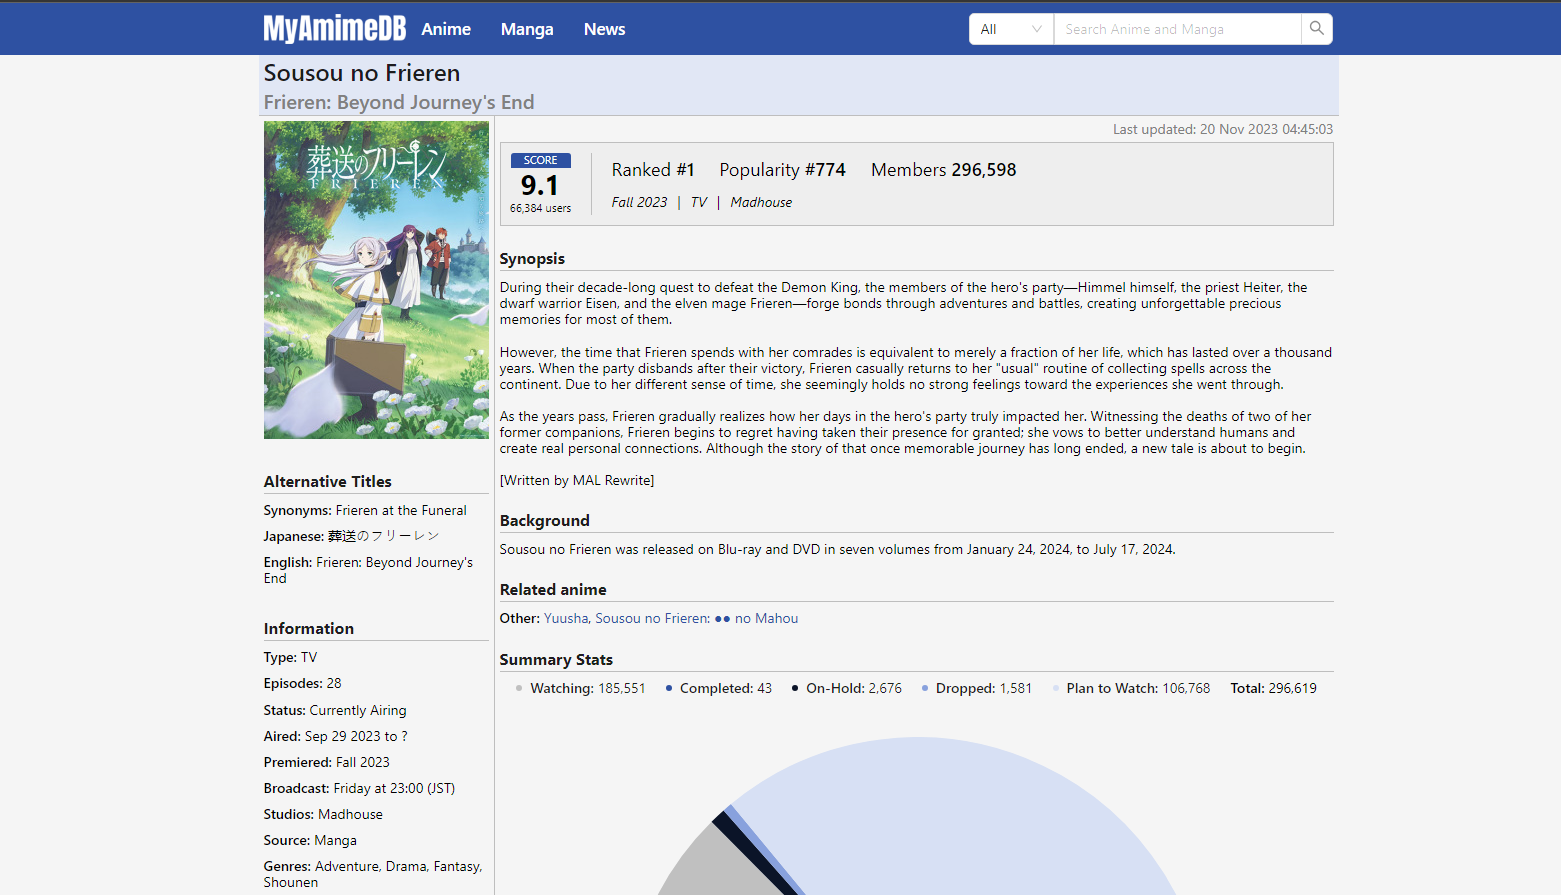 MyAmimeDB Anime Manga News All Search Anime and Manga
Sousou no Frieren
Frieren: Beyond Journey's End
葬送のフリーレン
FRIEREN
Alternative Titles
Synonyms: Frieren at the Funeral
Japanese: 葬送のフリーレン
English: Frieren: Beyond Journey's
End
Information
Type: TV
Episodes: 28
Status: Currently Airing
Aired: Sep 29 2023 to ?
Premiered: Fall 2023
Broadcast: Friday at 23:00 (JST)
Studios: Madhouse
Source: Manga
Genres: Adventure, Drama, Fantasy,
Shounen
Last updated: 20 Nov 2023 04:45:03
SCORE
9.1
66,384 users
Ranked #1 Popularity #774 Members 296,598
Fall 2023 | TV | Madhouse
Synopsis
During their decade-long quest to defeat the Demon King, the members of the hero's party—Himmel himself, the priest Heiter, the
dwarf warrior Eisen, and the elven mage Frieren—forge bonds through adventures and battles, creating unforgettable precious
memories for most of them.
However, the time that Frieren spends with her comrades is equivalent to merely a fraction of her life, which has lasted over a thousand
years. When the party disbands after their victory, Frieren casually returns to her "usual" routine of collecting spells across the
continent. Due to her different sense of time, she seemingly holds no strong feelings toward the experiences she went through.
As the years pass, Frieren gradually realizes how her days in the hero's party truly impacted her. Witnessing the deaths of two of her
former companions, Frieren begins to regret having taken their presence for granted; she vows to better understand humans and
create real personal connections. Although the story of that once memorable journey has long ended, a new tale is about to begin.
[Written by MAL Rewrite]
Background
Sousou no Frieren was released on Blu-ray and DVD in seven volumes from January 24, 2024, to July 17, 2024.
Related anime
Other: Yuusha, Sousou no Frieren: ●● no Mahou
Summary Stats
Watching: 185,551 Completed: 43 On-Hold: 2,676 Dropped: 1,581 Plan to Watch: 106,768 Total: 296,619